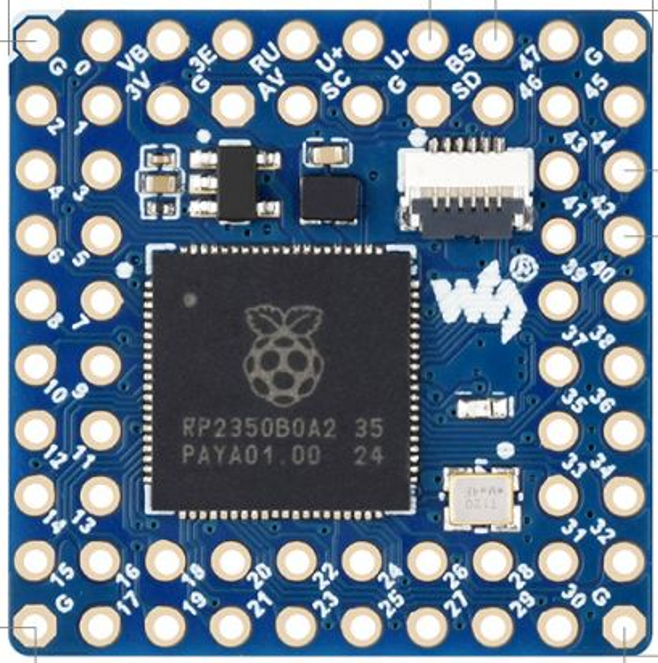 G 0 VB 3E RU U+ U- BS 47 G
3V G AV SC G SD 46 45
2 1 43 44
4 3 41 42
6 5 39 40
8 7 37 38
RP2350B0A2 35
PAYA01.00 24
10 9 35 36
12 11 33 34
14 13 31 32
15 16 18 20 22 24 26 28 30 G
G 17 19 21 23 25 27 29